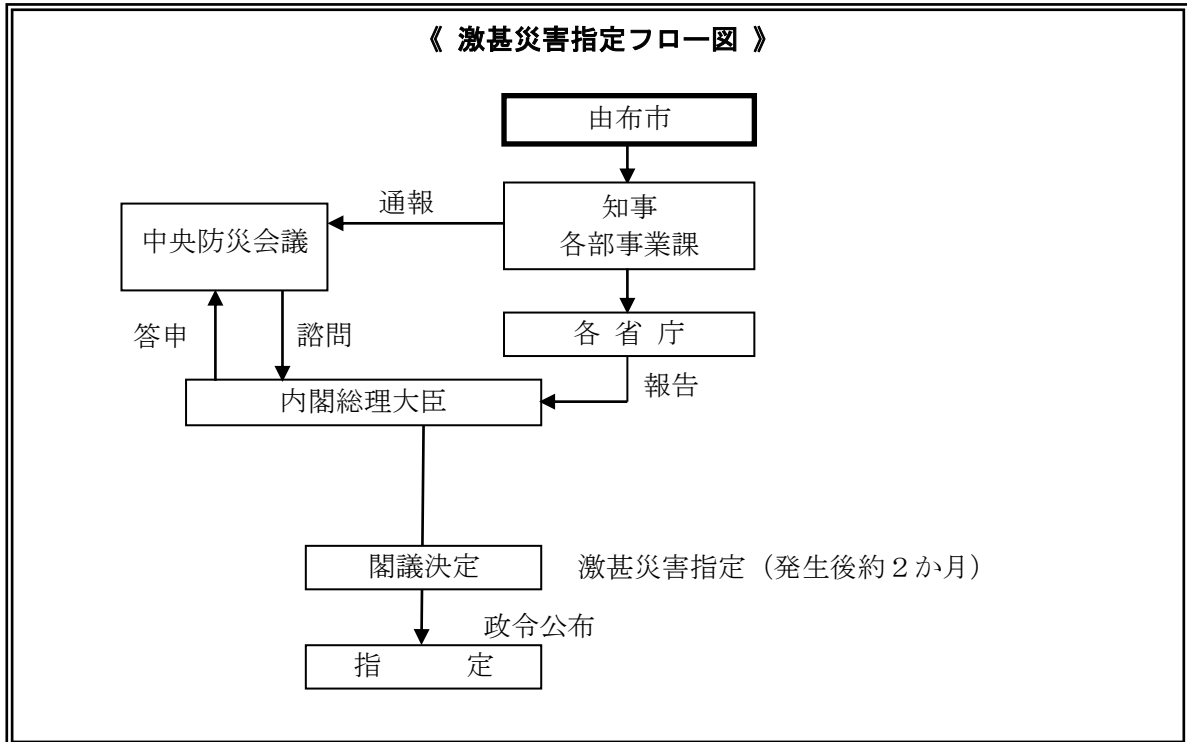 《 激甚災害指定フロー図 》
由布市
知事
各部事業課
通報
中央防災会議
各 省 庁
答申
諮問
報告
内閣総理大臣
閣議決定
激甚災害指定（発生後約２か月）
政令公布
指　　　定